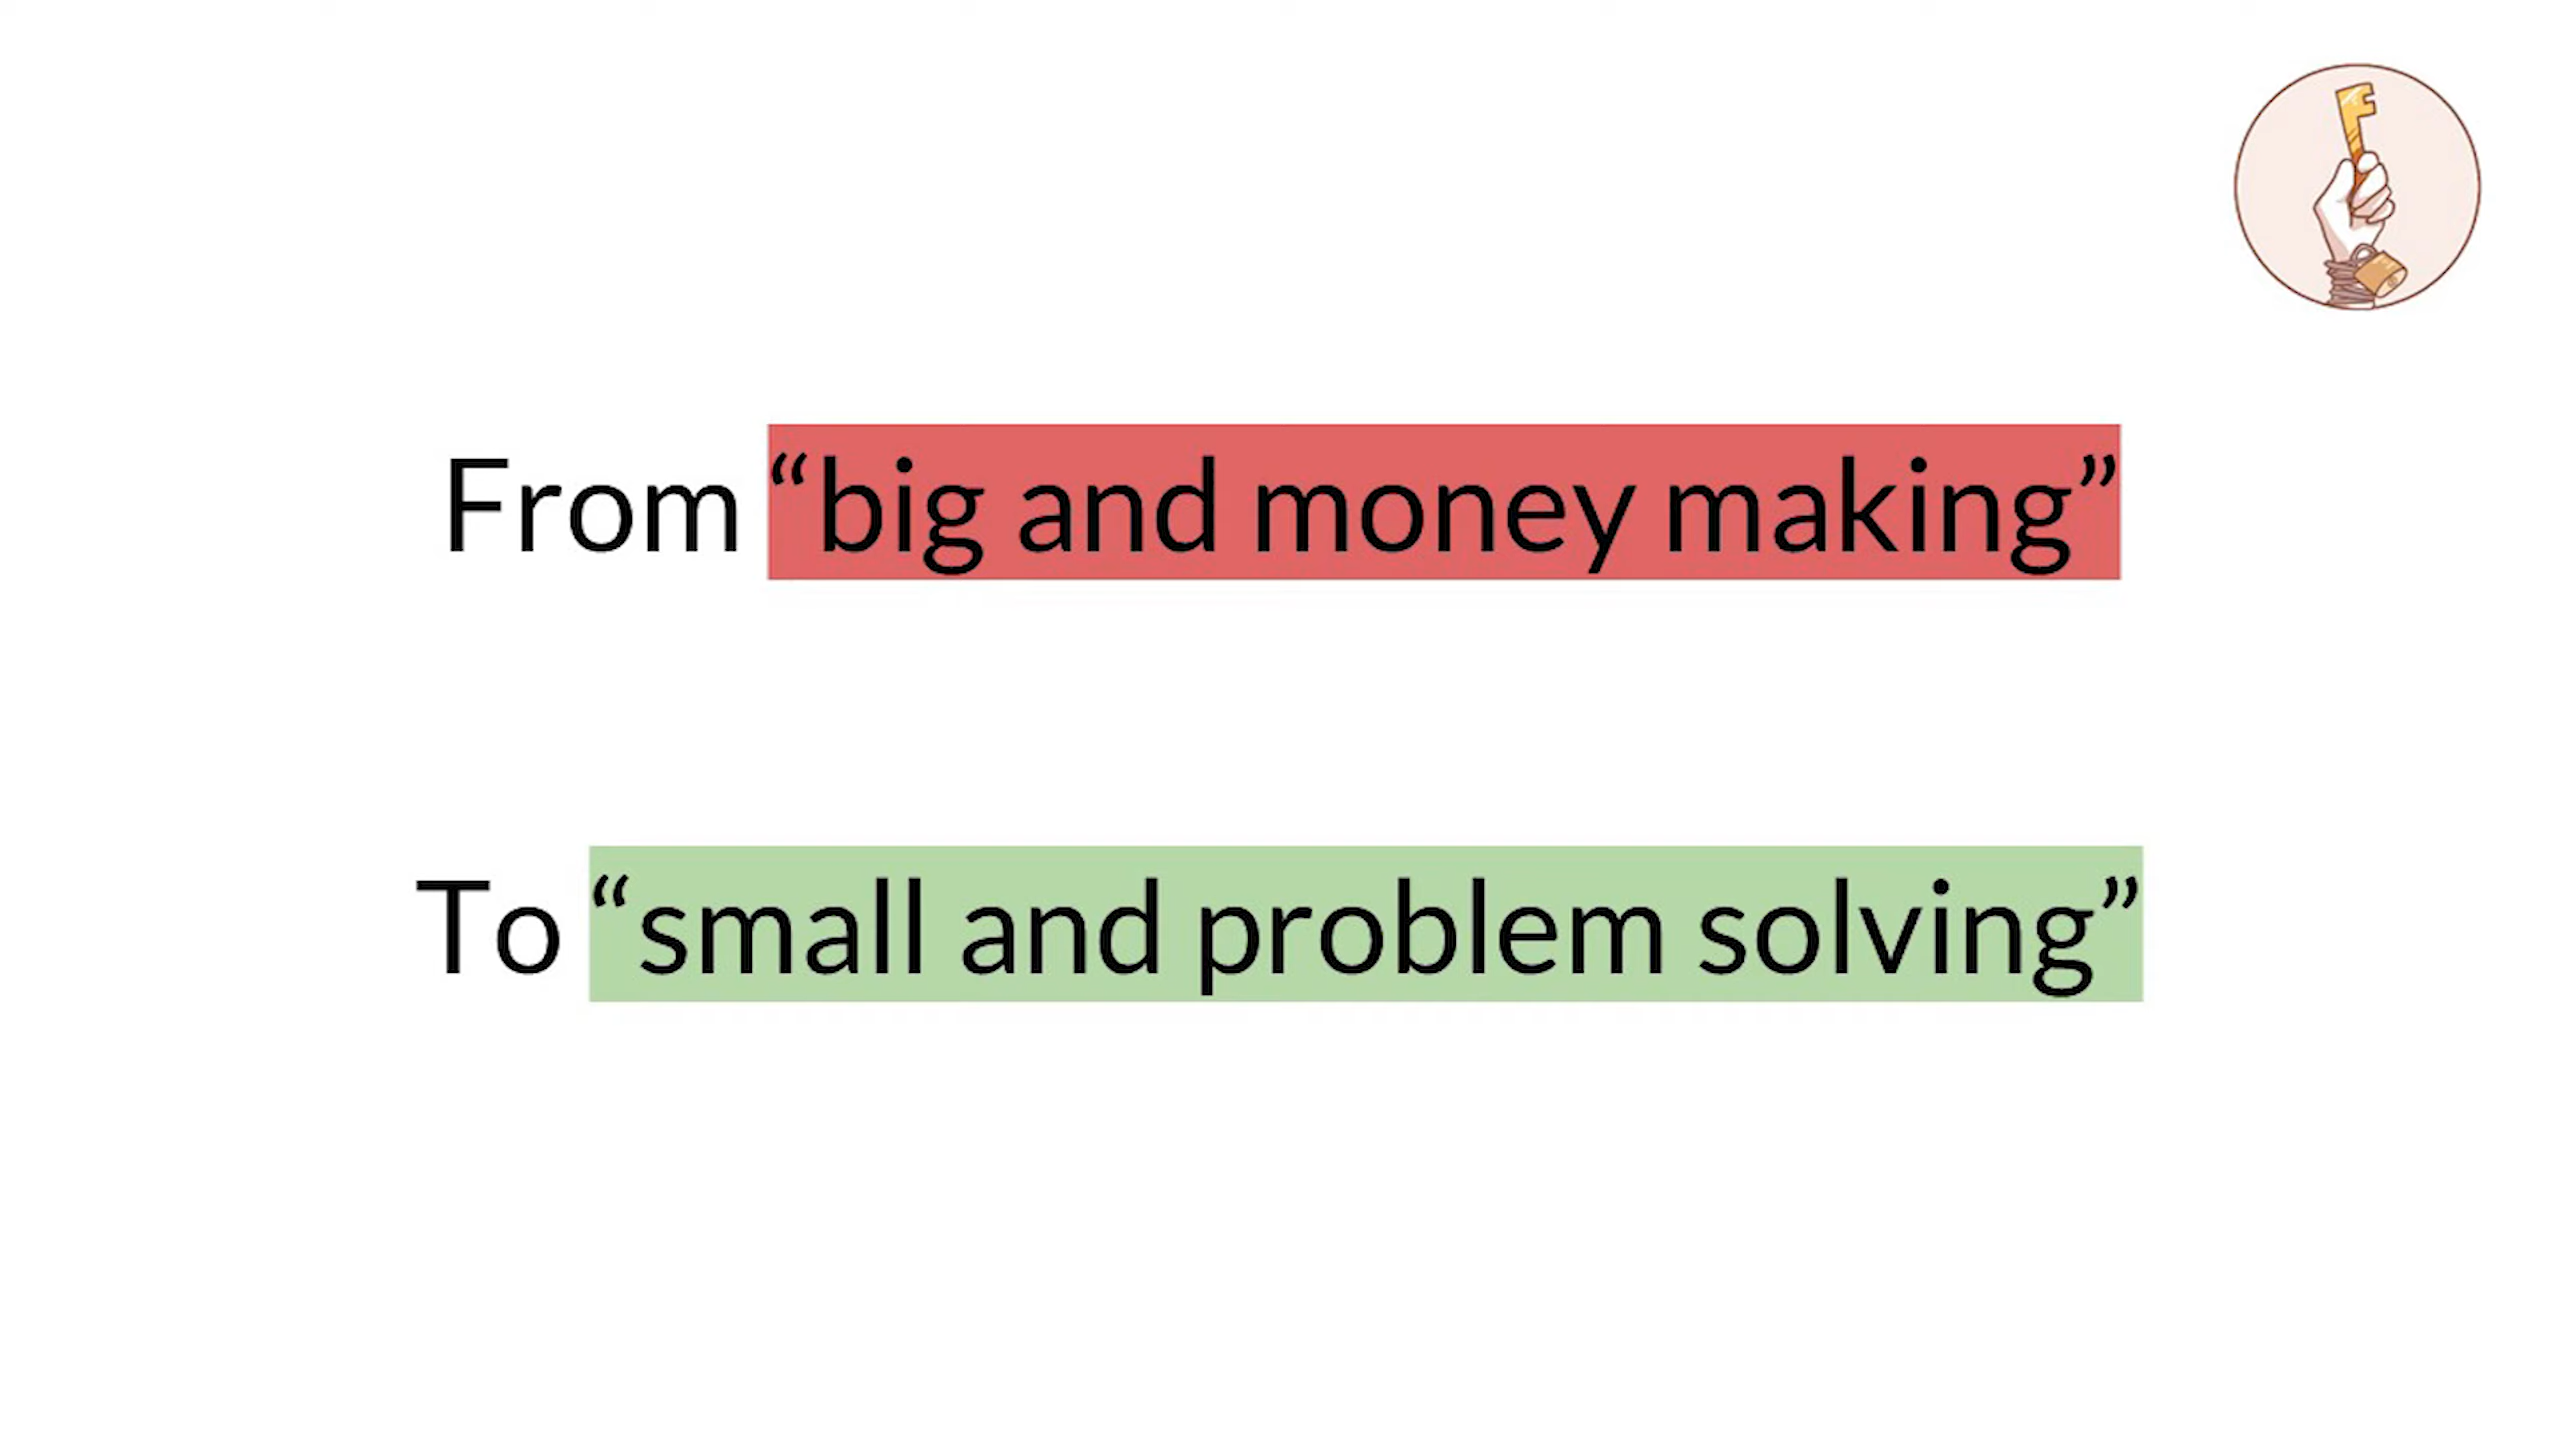 From “big and money making”
To “small and problem solving”